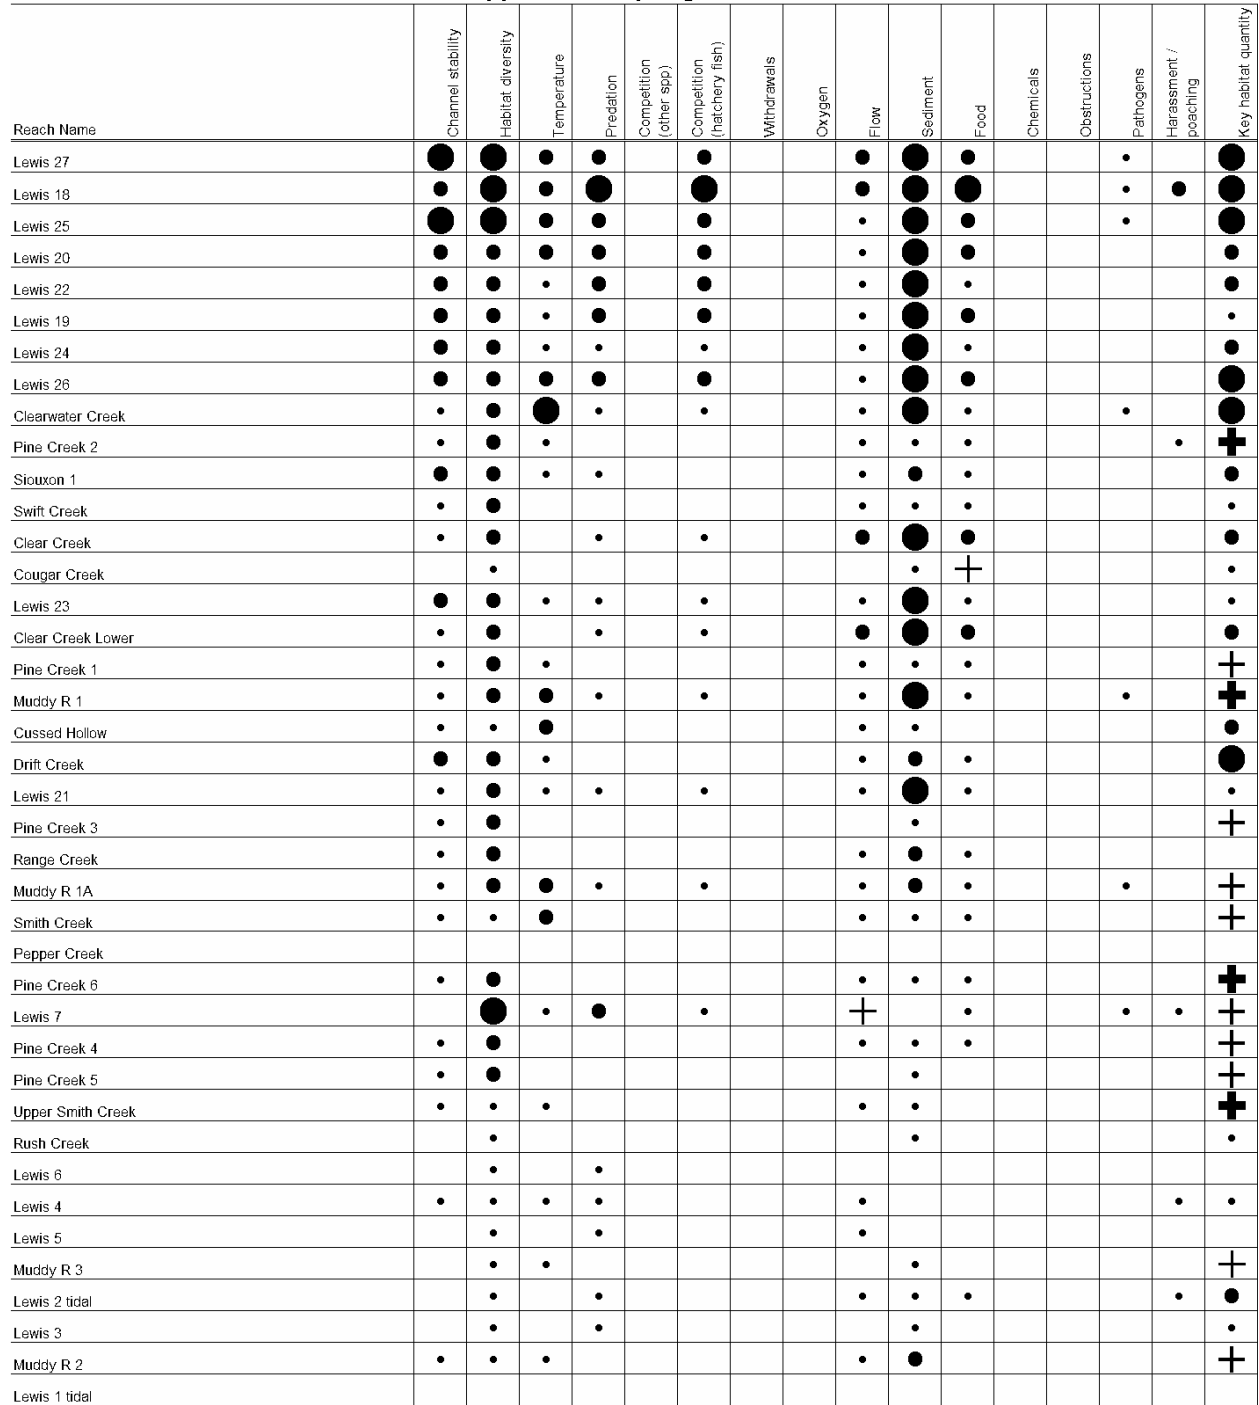 Reach Name
Channel stability
Habitat diversity
Temperature
Predation
Competition
(other spp)
Competition
(hatchery fish)
Withdrawals
Oxygen
Flow
Sediment
Food
Chemicals
Obstructions
Pathogens
Harassment /
poaching
Key habitat quantity
Lewis 27
Lewis 18
Lewis 25
Lewis 20
Lewis 22
Lewis 19
Lewis 24
Lewis 26
Clearwater Creek
Pine Creek 2
Siouxon 1
Swift Creek
Clear Creek
Cougar Creek
Lewis 23
Clear Creek Lower
Pine Creek 1
Muddy R 1
Cussed Hollow
Drift Creek
Lewis 21
Pine Creek 3
Range Creek
Muddy R 1A
Smith Creek
Pepper Creek
Pine Creek 6
Lewis 7
Pine Creek 4
Pine Creek 5
Upper Smith Creek
Rush Creek
Lewis 6
Lewis 4
Lewis 5
Muddy R 3
Lewis 2 tidal
Lewis 3
Muddy R 2
Lewis 1 tidal